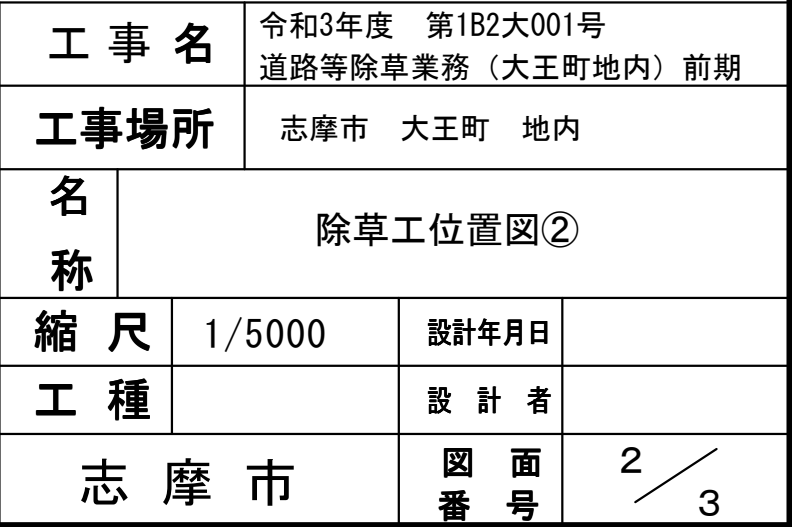 工事名
令和3年度 第1B2大001号
道路等除草業務（大王町地内）前期
工事場所
志摩市 大王町 地内
名称
除草工位置図②
縮尺
1/5000
設計年月日
工種
設計者
志摩市
図面番号
2/3